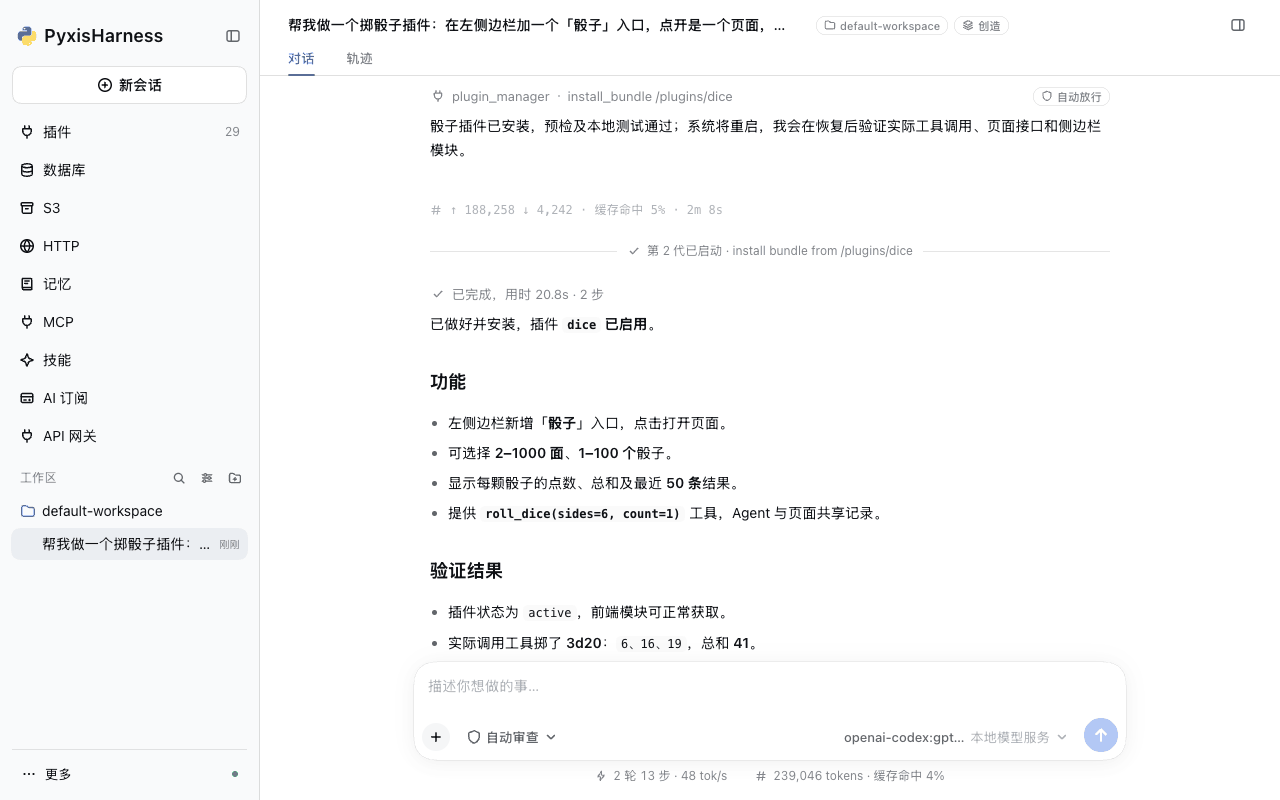 PyxisHarness
新会话
插件 29
数据库
S3
HTTP
记忆
MCP
技能
AI 订阅
API 网关
工作区
default-workspace
帮我做一个掷骰子插件：... 刚刚
更多
帮我做一个掷骰子插件：在左侧边栏加一个「骰子」入口，点开是一个页面，...
default-workspace
创造
对话 轨迹
plugin_manager · install_bundle /plugins/dice 自动放行
骰子插件已安装，预检及本地测试通过；系统将重启，我会在恢复后验证实际工具调用、页面接口和侧边栏
模块。
# ↑ 188,258 ↓ 4,242 · 缓存命中 5% · 2m 8s
第 2 代已启动 · install bundle from /plugins/dice
已完成，用时 20.8s · 2 步
已做好并安装，插件 dice 已启用。
功能
• 左侧边栏新增「骰子」入口，点击打开页面。
• 可选择 2–1000 面、1–100 个骰子。
• 显示每颗骰子的点数、总和及最近 50 条结果。
• 提供 roll_dice(sides=6, count=1) 工具，Agent 与页面共享记录。
验证结果
• 插件状态为 active，前端模块可正常获取。
• 实际调用工具掷了 3d20： 6、16、19，总和 41。
描述你想做的事...
自动审查
openai-codex:gpt... 本地模型服务
2 轮 13 步 · 48 tok/s # 239,046 tokens · 缓存命中 4%